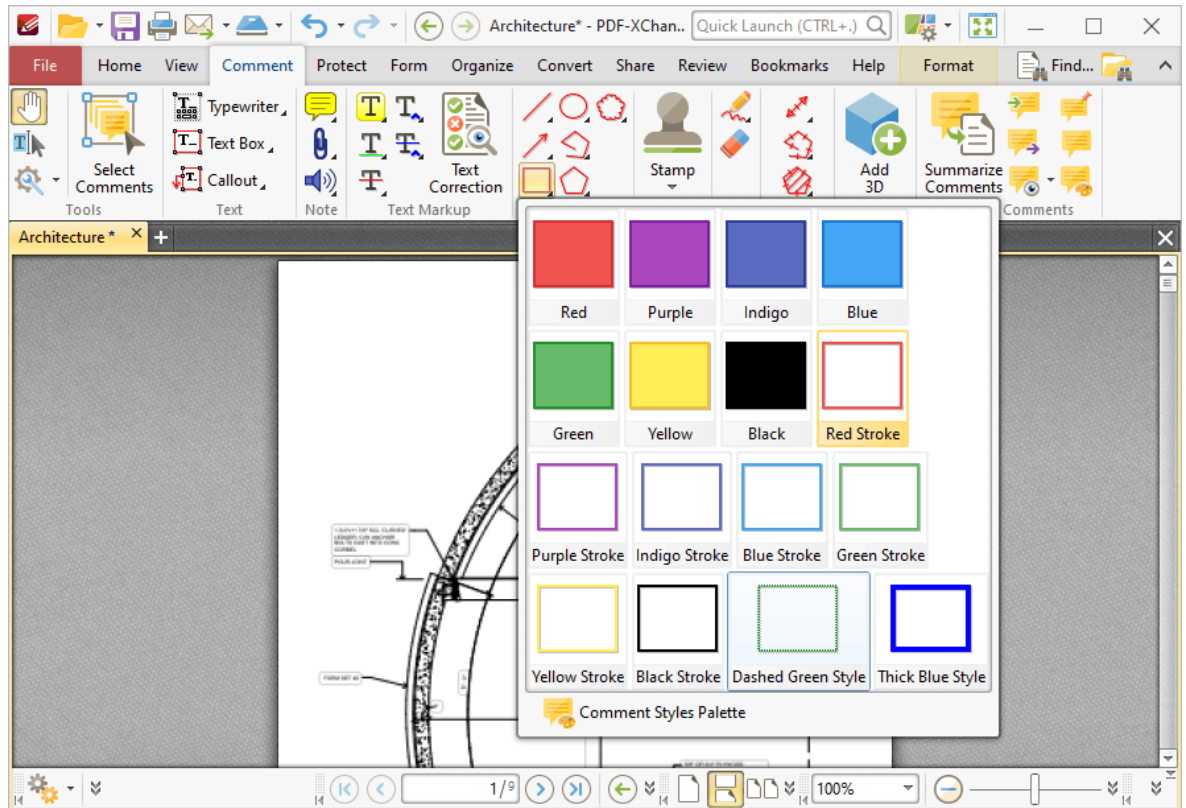 Architecture* - PDF-XChan.. Quick Launch (CTRL+.)
File Home View Comment Protect Form Organize Convert Share Review Bookmarks Help Format Find...
Typewriter
Text Box
Callout
Select
Comments
Text
Correction
Stamp
Add
3D
Summarize
Comments
Tools Text Note Text Markup Comments
Architecture *
Red Purple Indigo Blue
Green Yellow Black Red Stroke
Purple Stroke Indigo Stroke Blue Stroke Green Stroke
Yellow Stroke Black Stroke Dashed Green Style Thick Blue Style
Comment Styles Palette
POUR JOINT
1/9 100%